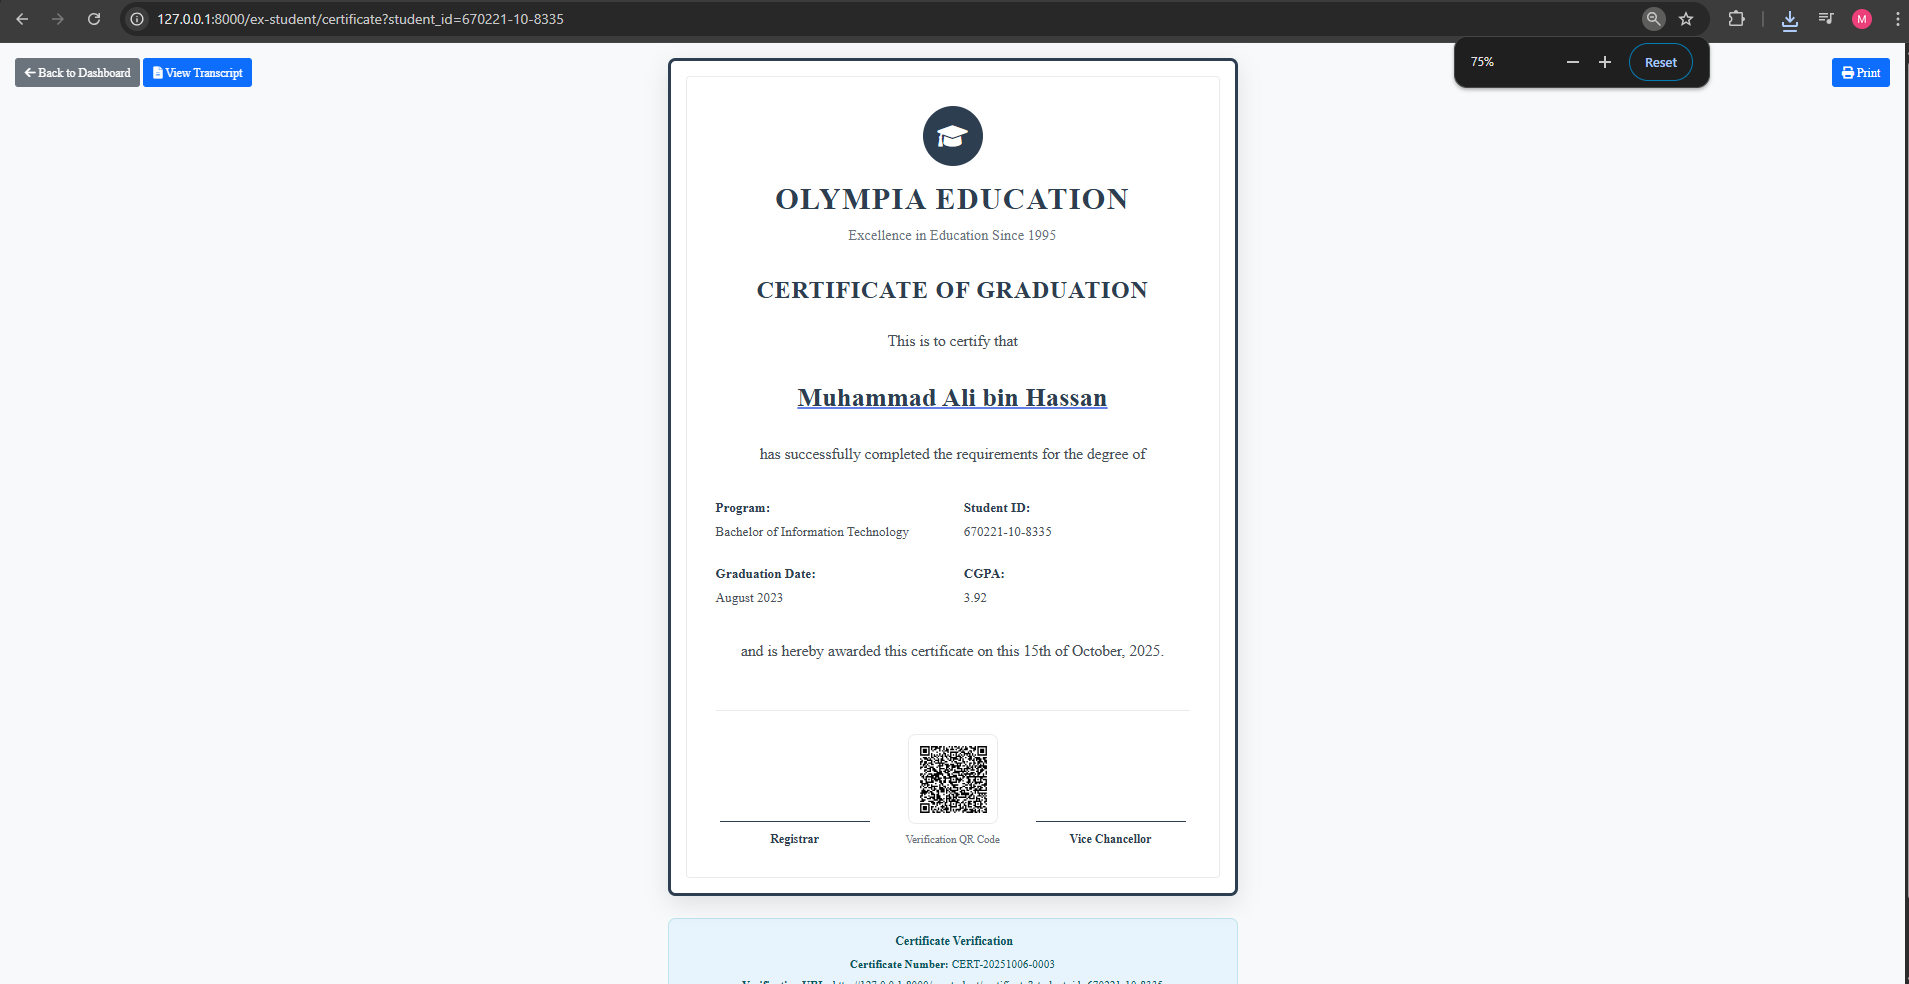 127.0.0.1:8000/ex-student/certificate?student_id=670221-10-8335
M
75%
Reset
Back to Dashboard
View Transcript
Print
OLYMPIA EDUCATION
Excellence in Education Since 1995
CERTIFICATE OF GRADUATION
This is to certify that
Muhammad Ali bin Hassan
has successfully completed the requirements for the degree of
Program:
Bachelor of Information Technology
Student ID:
670221-10-8335
Graduation Date:
August 2023
CGPA:
3.92
and is hereby awarded this certificate on this 15th of October, 2025.
Registrar
Verification QR Code
Vice Chancellor
Certificate Verification
Certificate Number: CERT-20251006-0003